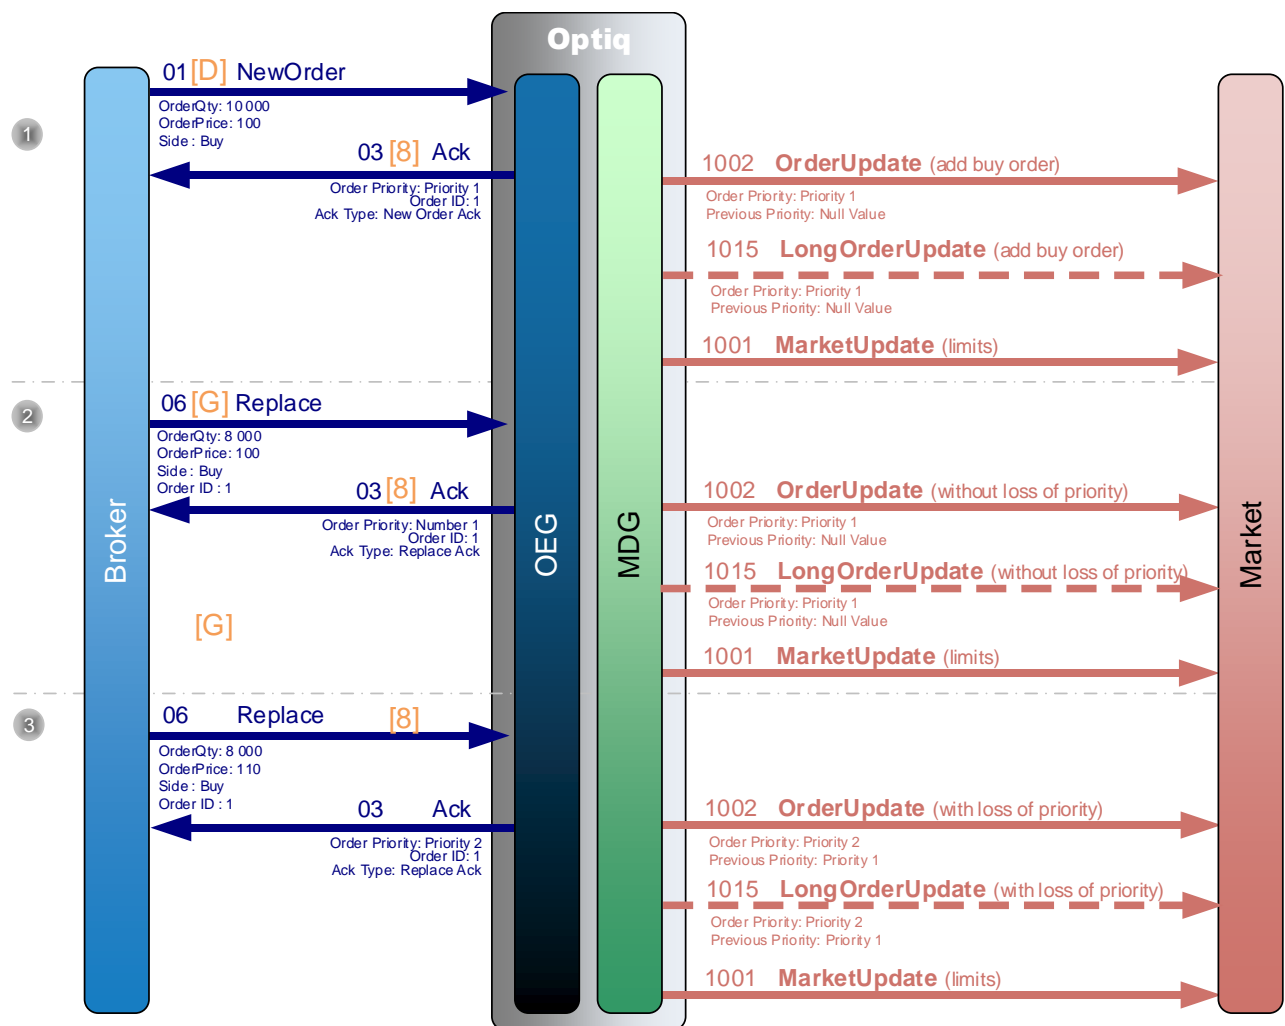 Optiq
01 [D] NewOrder
OrderQty: 10 000
OrderPrice: 100
Side : Buy
1
03 [8] Ack
Order Priority: Priority 1
Order ID: 1
Ack Type: New Order Ack
1002 OrderUpdate (add buy order)
Order Priority: Priority 1
Previous Priority: Null Value
1015 LongOrderUpdate (add buy order)
Order Priority: Priority 1
Previous Priority: Null Value
1001 MarketUpdate (limits)
2
06 [G] Replace
OrderQty: 8 000
OrderPrice: 100
Side : Buy
Order ID : 1
03 [8] Ack
Order Priority: Number 1
Order ID: 1
Ack Type: Replace Ack
1002 OrderUpdate (without loss of priority)
Order Priority: Priority 1
Previous Priority: Null Value
1015 LongOrderUpdate (without loss of priority)
Order Priority: Priority 1
Previous Priority: Null Value
Broker
OEG
MDG
Market
[G]
1001 MarketUpdate (limits)
3
06 Replace [8]
OrderQty: 8 000
OrderPrice: 110
Side : Buy
Order ID : 1
03 Ack
Order Priority: Priority 2
Order ID: 1
Ack Type: Replace Ack
1002 OrderUpdate (with loss of priority)
Order Priority: Priority 2
Previous Priority: Priority 1
1015 LongOrderUpdate (with loss of priority)
Order Priority: Priority 2
Previous Priority: Priority 1
1001 MarketUpdate (limits)